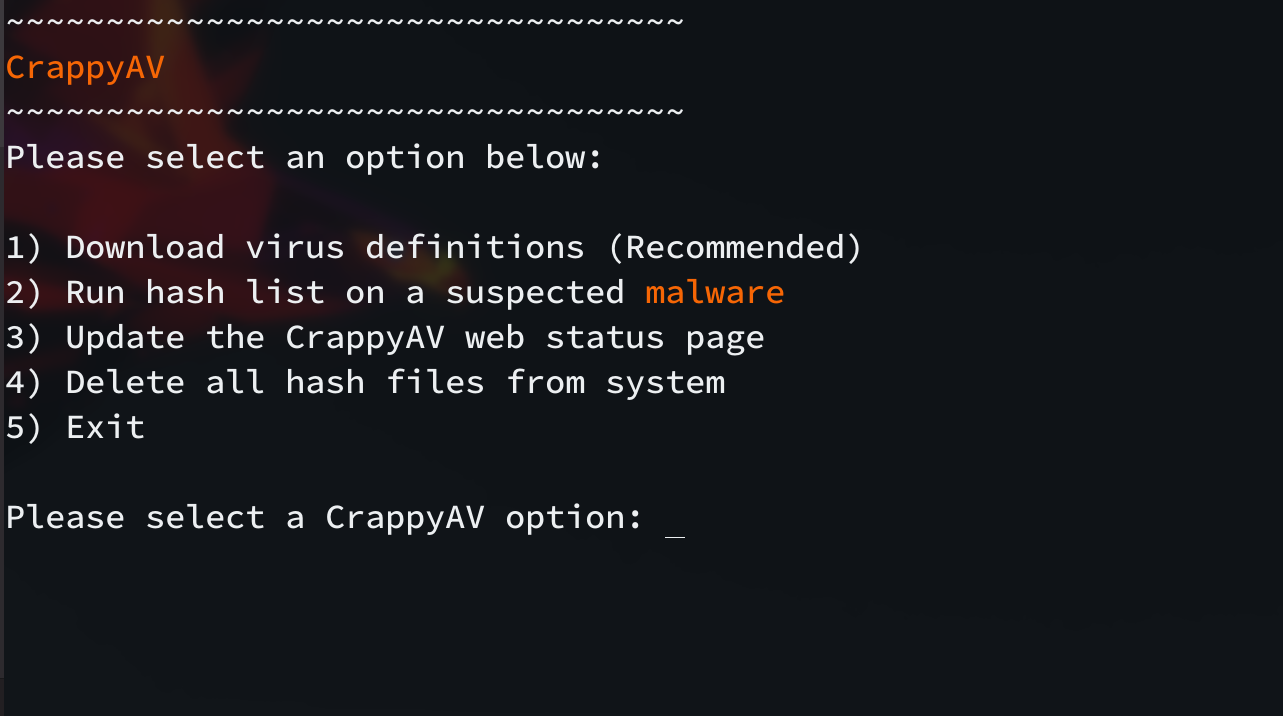 ~~~~~~~~~~~~~~~~~~~~~~~~~~~~~~~~~~
CrappyAV
~~~~~~~~~~~~~~~~~~~~~~~~~~~~~~~~~~
Please select an option below:
1) Download virus definitions (Recommended)
2) Run hash list on a suspected malware
3) Update the CrappyAV web status page
4) Delete all hash files from system
5) Exit
Please select a CrappyAV option: _